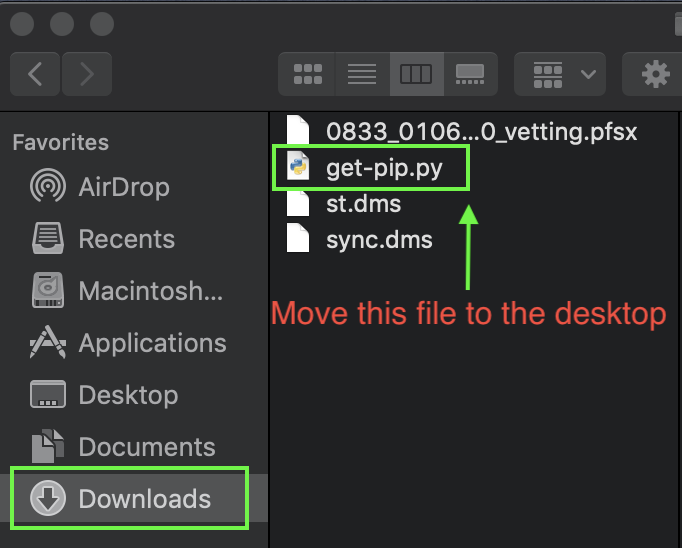 0833_0106...0_vetting.pfsx
Favorites
get-pip.py
AirDrop
st.dms
Recents
sync.dms
Macintosh...
Move this file to the desktop
Applications
Desktop
Documents
Downloads